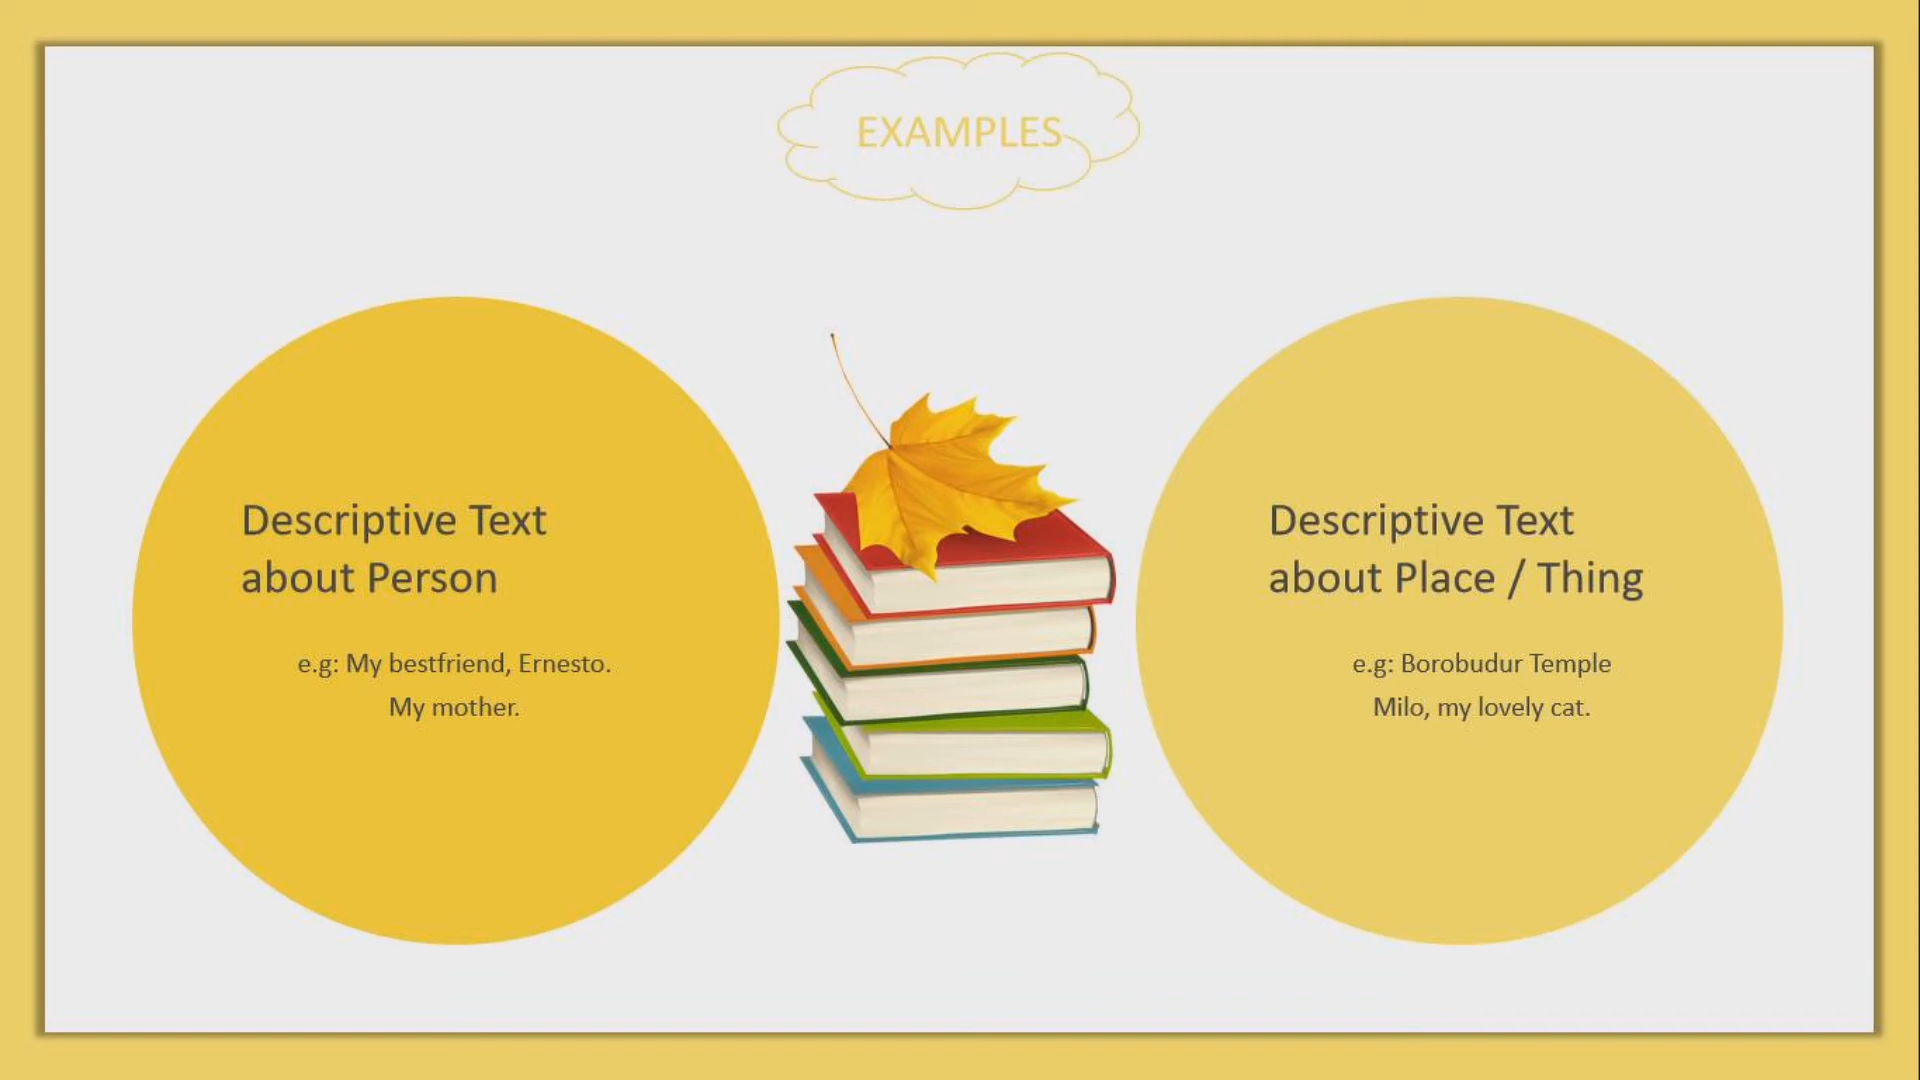 EXAMPLES
Descriptive Text
about Person
e.g: My bestfriend, Ernesto.
My mother.
Descriptive Text
about Place / Thing
e.g: Borobudur Temple
Milo, my lovely cat.